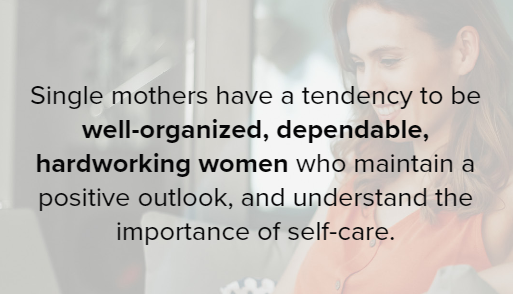 Single mothers have a tendency to be
well-organized, dependable,
hardworking women who maintain a
positive outlook, and understand the
importance of self-care.